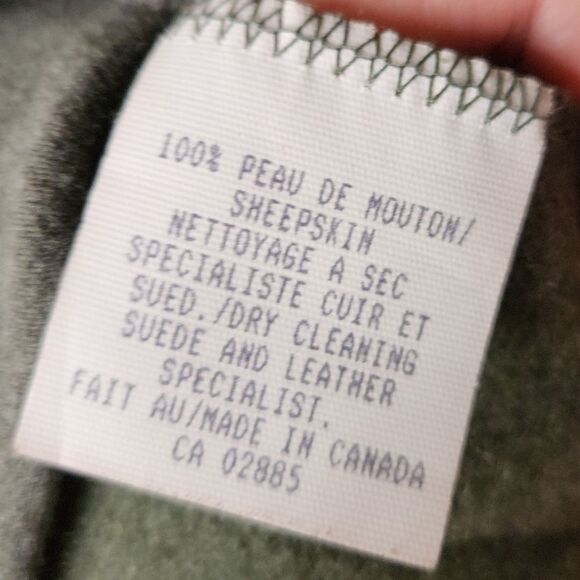 100% PEAU DE MOUTON/
SHEEPSKIN
NETTOYAGE A SEC
SPECIALISTE CUIR ET
SUED./DRY CLEANING
SUEDE AND LEATHER
SPECIALIST.
FAIT AU/MADE IN CANADA
CA 02885